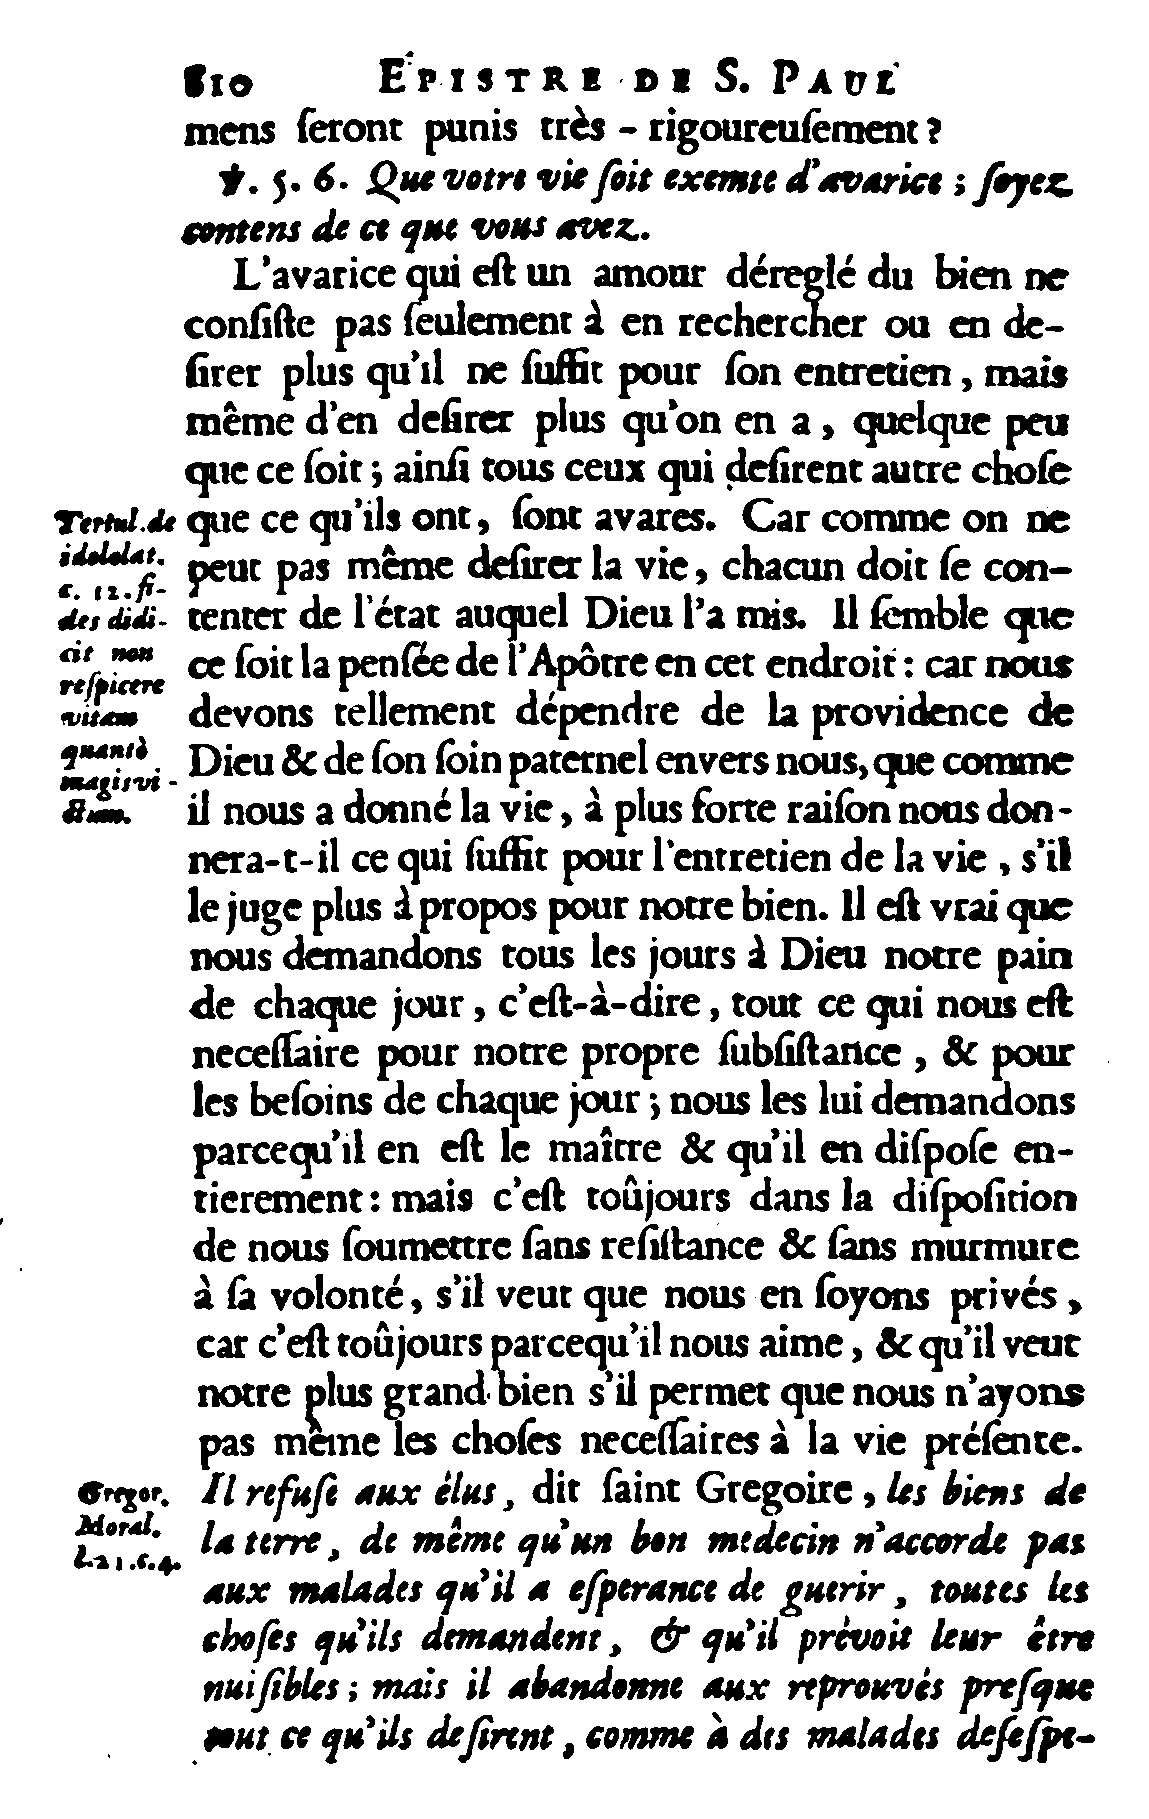 810 EPISTRE DE S. PAUL
mens ſeront punis très-rigoureuſement?
℣. 5. 6. Que votre vie ſoit exemte d'avarice; ſoyez
contens de ce que vous avez.
L'avarice qui eſt un amour déreglé du bien ne
conſiſte pas ſeulement à en rechercher ou en de-
ſirer plus qu'il ne ſuffit pour ſon entretien, mais
même d'en deſirer plus qu'on en a, quelque peu
que ce ſoit; ainſi tous ceux qui deſirent autre choſe
que ce qu'ils ont, ſont avares. Car comme on ne
peut pas même deſirer la vie, chacun doit ſe con-
tenter de l'état auquel Dieu l'a mis. Il ſemble que
ce ſoit la penſée de l'Apôtre en cet endroit: car nous
devons tellement dépendre de la providence de
Dieu & de ſon ſoin paternel envers nous, que comme
il nous a donné la vie, à plus forte raiſon nous don-
nera-t-il ce qui ſuffit pour l'entretien de la vie, s'il
le juge plus à propos pour notre bien. Il eſt vrai que
nous demandons tous les jours à Dieu notre pain
de chaque jour, c'eſt-à-dire, tout ce qui nous eſt
neceſſaire pour notre propre ſubſiſtance, & pour
les beſoins de chaque jour; nous les lui demandons
parcequ'il en eſt le maître & qu'il en diſpoſe en-
tierement: mais c'eſt toûjours dans la diſpoſition
de nous ſoumettre ſans reſiſtance & ſans murmure
à ſa volonté, s'il veut que nous en ſoyons privés,
car c'eſt toûjours parcequ'il nous aime, & qu'il veut
notre plus grand bien s'il permet que nous n'ayons
pas même les choſes neceſſaires à la vie préſente.
Il refuſe aux élus, dit ſaint Gregoire, les biens de
la terre, de même qu'un bon medecin n'accorde pas
aux malades qu'il a eſperance de guerir, toutes les
choſes qu'ils demandent, & qu'il prévoit leur être
nuiſibles; mais il abandonne aux reprouvés preſque
tout ce qu'ils deſirent, comme à des malades deſeſpe-
Tertul. de
idololat.
c. 12. fi-
des didi-
cit non
reſpicere
vitam
quantò
magis vi-
ctum.
Gregor.
Moral.
L. 21. c. 4.